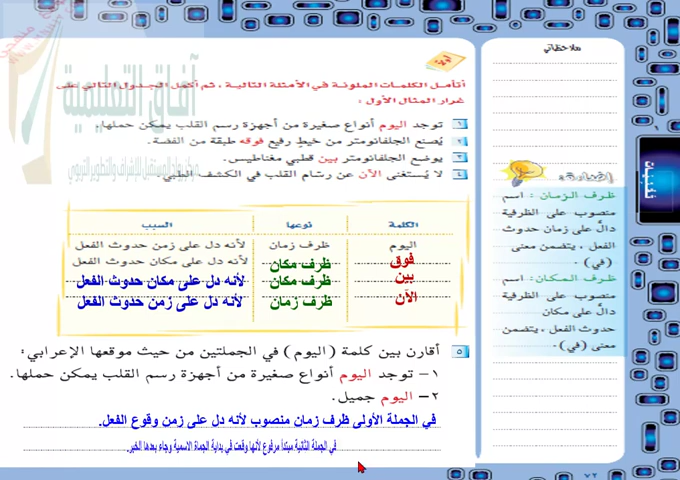 ملاحظاتي
أولاً
أتأمل الكلمات الملونة في الأمثلة التالية ، ثم أكمل الجدول التالي على
غرار المثال الأول :
١ توجد اليوم أنواع صغيرة من أجهزة رسم القلب يمكن حملها.
٢ يُصنع الجلفانومتر من خيط رفيع فوقه طبقة من الفضة.
٣ يوضع الجلفانومتر بين قطبي مغناطيس.
٤ لا يُستغنى الآن عن رسام القلب في الكشف الطبي.
آفاق التعليمية
الكلمة نوعها السبب
اليوم ظرف زمان لأنه دل على زمن حدوث الفعل
فوق ظرف مكان لأنه دل على مكان حدوث الفعل
بين ظرف مكان لأنه دل على مكان حدوث الفعل
الآن ظرف زمان لأنه دل على زمن حدوث الفعل
٥ أقارن بين كلمة (اليوم) في الجملتين من حيث موقعها الإعرابي:
١- توجد اليوم أنواع صغيرة من أجهزة رسم القلب يمكن حملها.
٢- اليوم جميل.
في الجملة الأولى ظرف زمان منصوب لأنه دل على زمن وقوع الفعل.
في الجملة الثانية مبتدأ مرفوع لأنها وقعت في بداية الجملة الاسمية وجاء بعدها الخبر.
إضاءة:
ظرف الزمان : اسم
منصوب على الظرفية
دالٌّ على زمان حدوث
الفعل ، يتضمن معنى
(في).
ظرف المكان: اسم
منصوب على الظرفية
دالٌّ على مكان
حدوث الفعل ، يتضمن
معنى (في).
٧٢